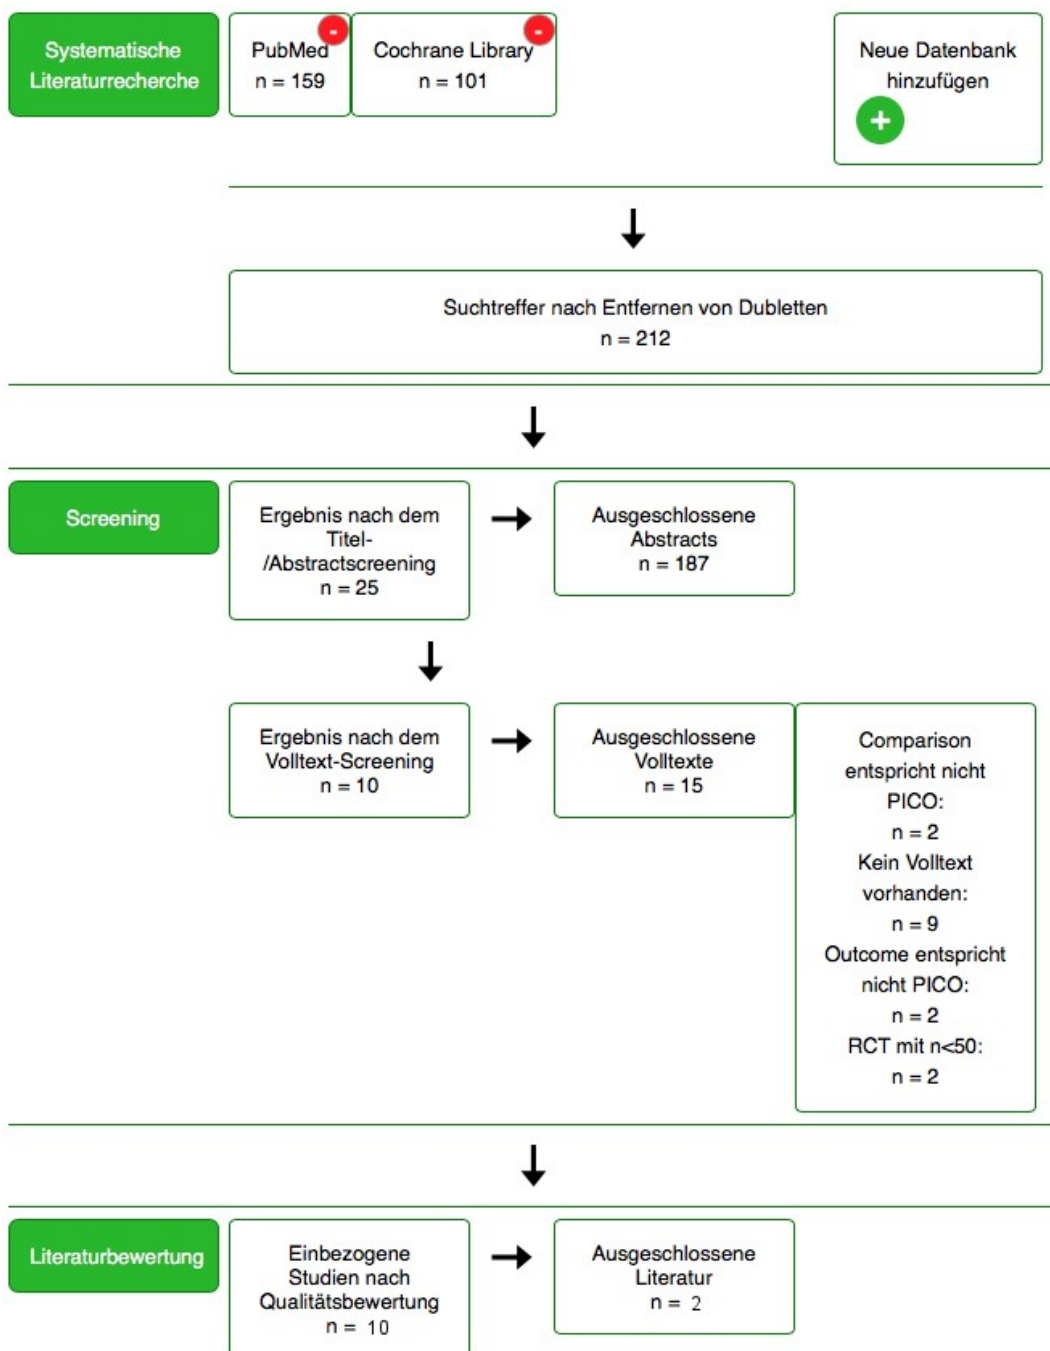 Systematische
Literaturrecherche
PubMed
n = 159
-
Cochrane Library
n = 101
-
Neue Datenbank
hinzufügen
+
Suchtreffer nach Entfernen von Dubletten
n = 212
Screening
Ergebnis nach dem
Titel-
/Abstractscreening
n = 25
Ausgeschlossene
Abstracts
n = 187
Ergebnis nach dem
Volltext-Screening
n = 10
Ausgeschlossene
Volltexte
n = 15
Comparison
entspricht nicht
PICO:
n = 2
Kein Volltext
vorhanden:
n = 9
Outcome entspricht
nicht PICO:
n = 2
RCT mit n<50:
n = 2
Literaturbewertung
Einbezogene
Studien nach
Qualitätsbewertung
n = 10
Ausgeschlossene
Literatur
n = 2